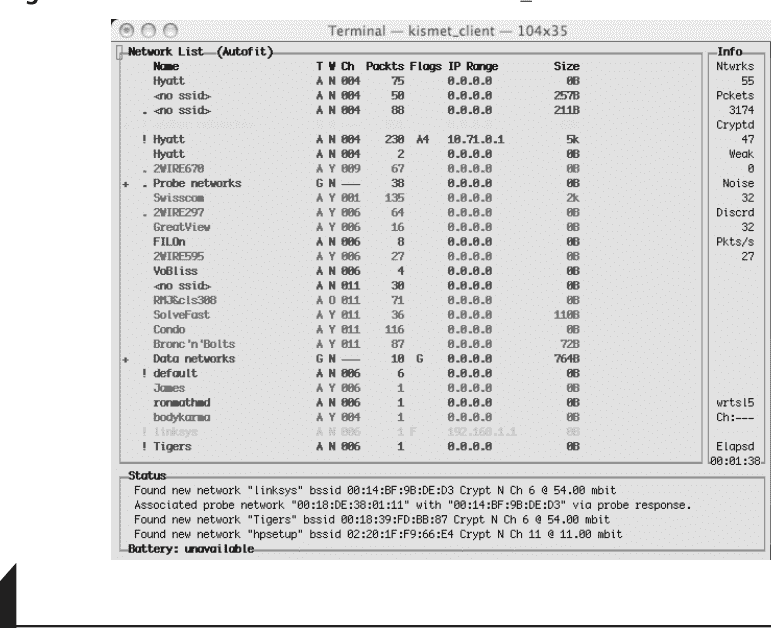 Terminal — kismet_client — 104x35
Network List—(Autofit)
Name T W Ch Packts Flags IP Range Size
Hyatt A N 004 75 0.0.0.0 0B
<no ssid> A N 004 50 0.0.0.0 257B
. <no ssid> A N 004 88 0.0.0.0 211B
! Hyatt A N 004 230 A4 10.71.0.1 5k
Hyatt A N 004 2 0.0.0.0 0B
. 2WIRE670 A Y 009 67 0.0.0.0 0B
+ . Probe networks G N —— 38 0.0.0.0 0B
Swisscom A Y 001 135 0.0.0.0 2k
. 2WIRE297 A Y 006 64 0.0.0.0 0B
GreatView A Y 006 16 0.0.0.0 0B
FILOn A N 006 8 0.0.0.0 0B
2WIRE595 A Y 006 27 0.0.0.0 0B
VoBliss A N 006 4 0.0.0.0 0B
<no ssid> A N 011 30 0.0.0.0 0B
RMJ&cls308 A O 011 71 0.0.0.0 0B
SolveFast A Y 011 36 0.0.0.0 110B
Condo A Y 011 116 0.0.0.0 0B
Bronc'n'Bolts A Y 011 87 0.0.0.0 72B
+ Data networks G N —— 10 G 0.0.0.0 764B
! default A N 006 6 0.0.0.0 0B
James A Y 006 1 0.0.0.0 0B
ronmathmd A N 006 1 0.0.0.0 0B
bodykarma A Y 004 1 0.0.0.0 0B
! linksys A N 006 1 F 192.168.1.1 0B
! Tigers A N 006 1 0.0.0.0 0B
Info
Ntwrks
55
Pckets
3174
Cryptd
47
Weak
0
Noise
32
Discrd
32
Pkts/s
27
wrtsl5
Ch:---
Elapsd
00:01:38
Status
Found new network "linksys" bssid 00:14:BF:9B:DE:D3 Crypt N Ch 6 @ 54.00 mbit
Associated probe network "00:18:DE:38:01:11" with "00:14:BF:9B:DE:D3" via probe response.
Found new network "Tigers" bssid 00:18:39:FD:BB:87 Crypt N Ch 6 @ 54.00 mbit
Found new network "hpsetup" bssid 02:20:1F:F9:66:E4 Crypt N Ch 11 @ 11.00 mbit
Battery: unavailable